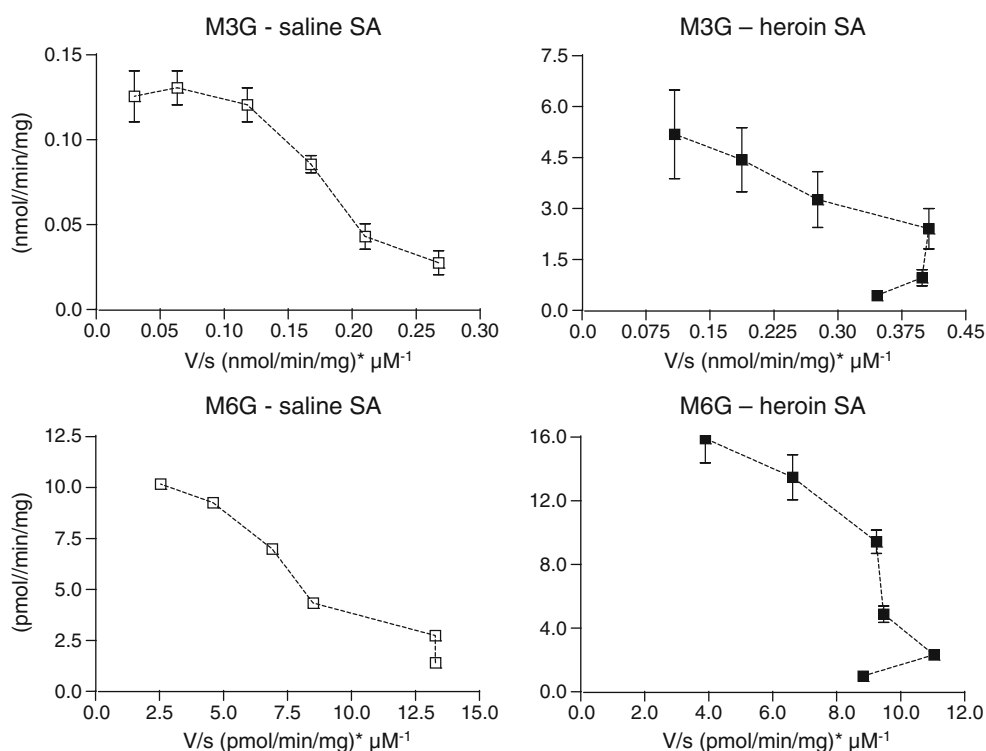 M3G - saline SA
M3G – heroin SA
(nmol//min/mg)
0.15
0.10
0.05
0.0
0.0 0.05 0.10 0.15 0.20 0.25 0.30
V/s (nmol/min/mg)* µM-1
7.5
6.0
4.5
3.0
1.5
0.0
0.0 0.075 0.15 0.225 0.30 0.375 0.45
V/s (nmol/min/mg)* µM-1
M6G - saline SA
M6G – heroin SA
(pmol//min/mg)
12.5
10.0
7.5
5.0
2.5
0.0
0.0 2.5 5.0 7.5 10.0 12.5 15.0
V/s (pmol/min/mg)* µM-1
16.0
12.0
8.0
4.0
0.0
0.0 2.0 4.0 6.0 8.0 10.0 12.0
V/s (pmol/min/mg)* µM-1